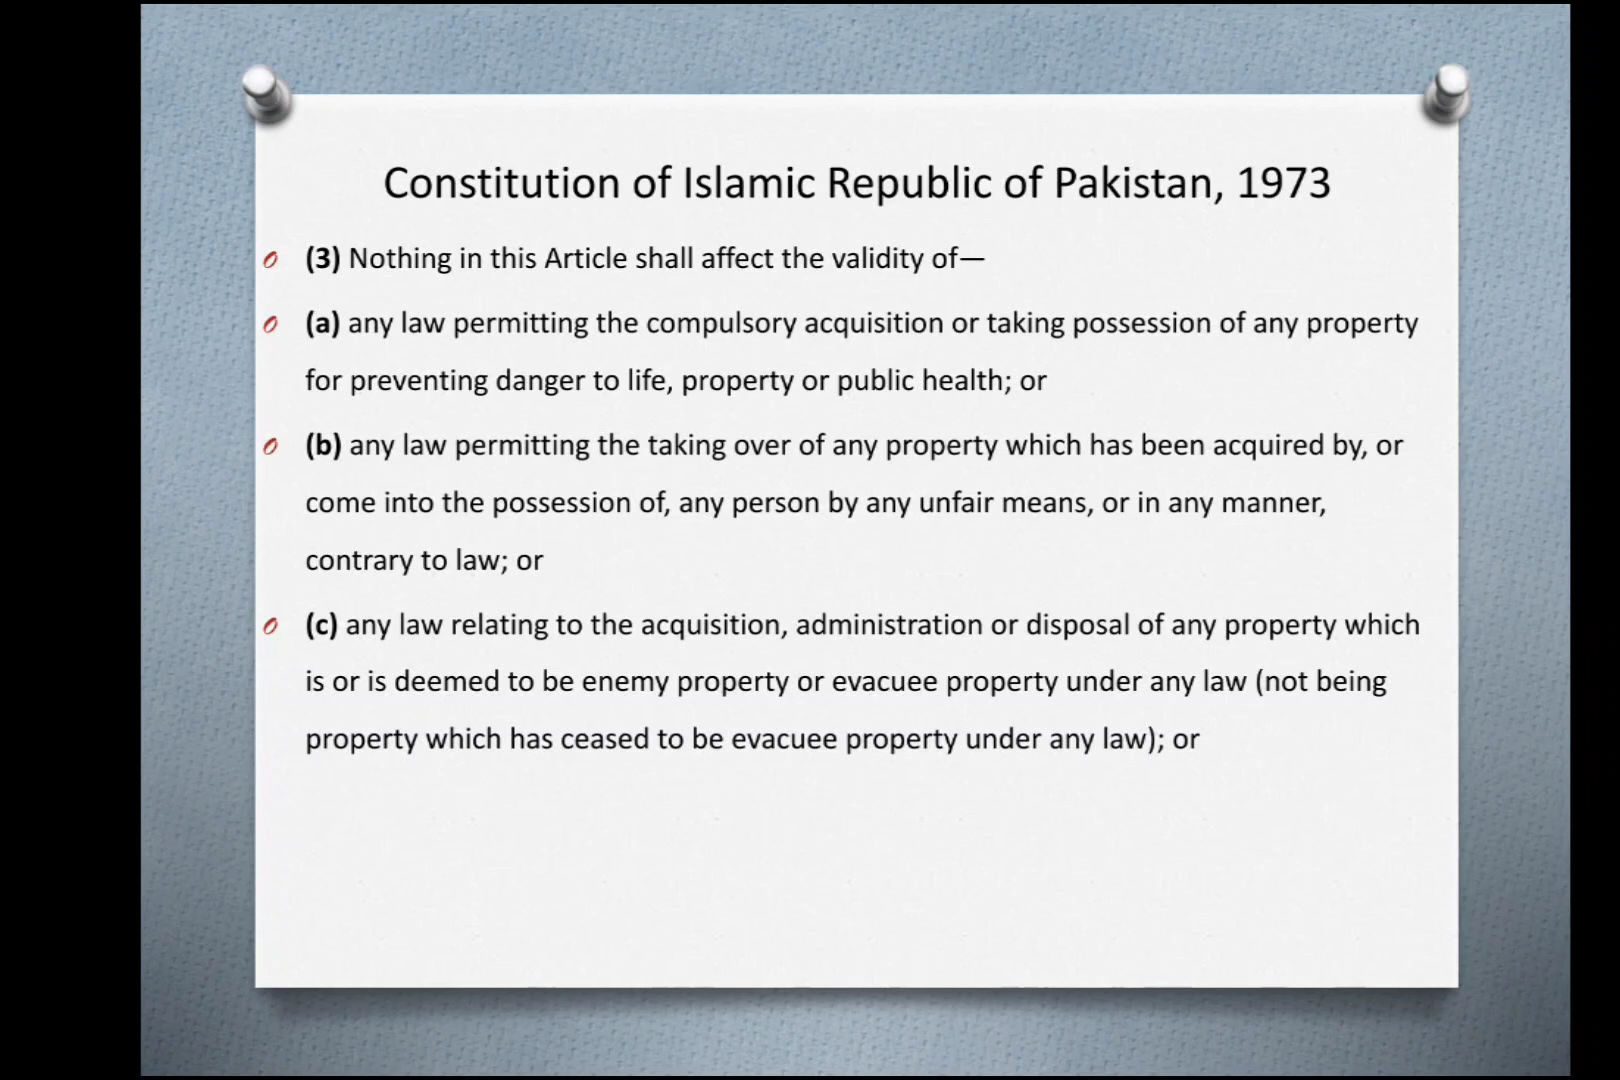 Constitution of Islamic Republic of Pakistan, 1973
(3) Nothing in this Article shall affect the validity of—
(a) any law permitting the compulsory acquisition or taking possession of any property
for preventing danger to life, property or public health; or
(b) any law permitting the taking over of any property which has been acquired by, or
come into the possession of, any person by any unfair means, or in any manner,
contrary to law; or
(c) any law relating to the acquisition, administration or disposal of any property which
is or is deemed to be enemy property or evacuee property under any law (not being
property which has ceased to be evacuee property under any law); or